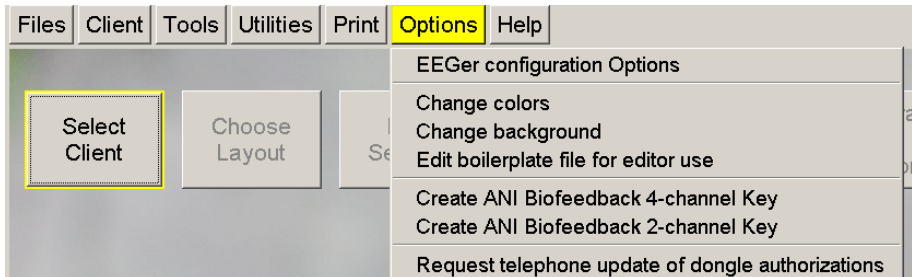 Files Client Tools Utilities Print Options Help
EEGer configuration Options
Change colors
Change background
Edit boilerplate file for editor use
Create ANI Biofeedback 4-channel Key
Create ANI Biofeedback 2-channel Key
Request telephone update of dongle authorizations
Select
Client
Choose
Layout